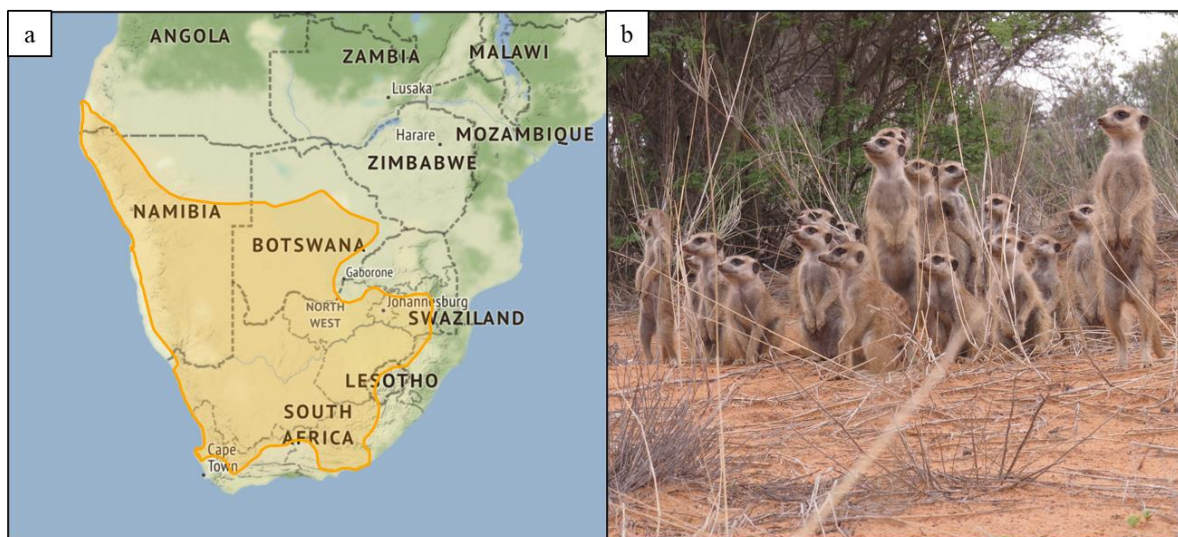 a
ANGOLA
ZAMBIA
MALAWI
Lusaka
Harare
MOZAMBIQUE
ZIMBABWE
NAMIBIA
BOTSWANA
Gaborone
NORTH
WEST
Johannesburg
SWAZILAND
LESOTHO
SOUTH
AFRICA
Cape
Town
b